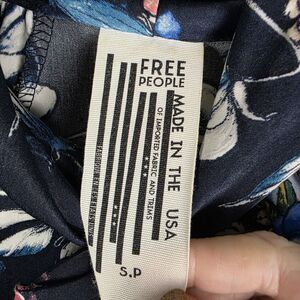 FREE
PEOPLE
MADE IN THE USA
OF IMPORTED FABRIC AND TRIMS
S.P